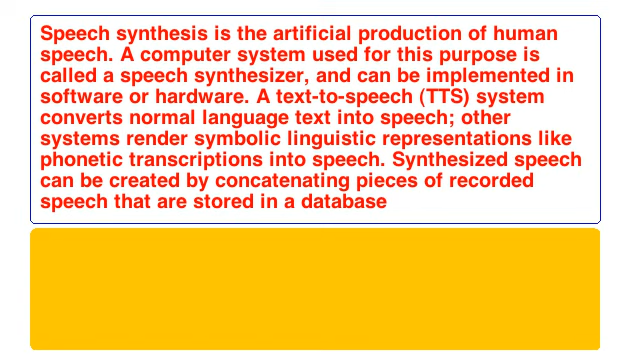 Speech synthesis is the artificial production of human
speech. A computer system used for this purpose is
called a speech synthesizer, and can be implemented in
software or hardware. A text-to-speech (TTS) system
converts normal language text into speech; other
systems render symbolic linguistic representations like
phonetic transcriptions into speech. Synthesized speech
can be created by concatenating pieces of recorded
speech that are stored in a database